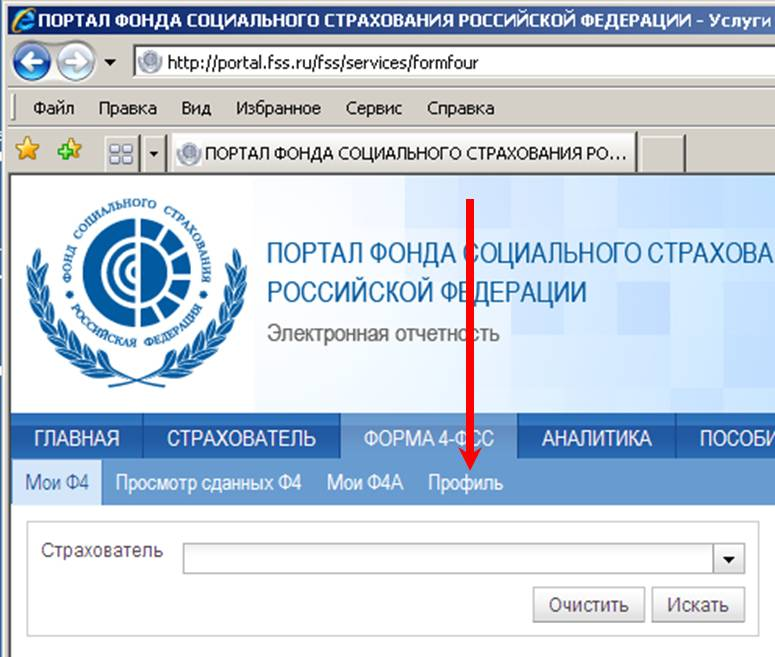 ПОРТАЛ ФОНДА СОЦИАЛЬНОГО СТРАХОВАНИЯ РОССИЙСКОЙ ФЕДЕРАЦИИ - Услуги
http://portal.fss.ru/fss/services/formfour
Файл Правка Вид Избранное Сервис Справка
ПОРТАЛ ФОНДА СОЦИАЛЬНОГО СТРАХОВАНИЯ РО...
ФОНД СОЦИАЛЬНОГО СТРАХОВАНИЯ
РОССИЙСКАЯ ФЕДЕРАЦИЯ
ПОРТАЛ ФОНДА СОЦИАЛЬНОГО СТРАХОВА
РОССИЙСКОЙ ФЕДЕРАЦИИ
Электронная отчетность
ГЛАВНАЯ СТРАХОВАТЕЛЬ ФОРМА 4-ФСС АНАЛИТИКА ПОСОБИ
Мои Ф4 Просмотр сданных Ф4 Мои Ф4А Профиль
Страхователь
Очистить Искать